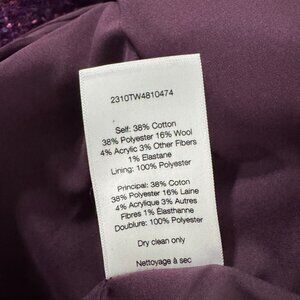 2310TW4810474
Self: 38% Cotton
38% Polyester 16% Wool
4% Acrylic 3% Other Fibers
1% Elastane
Lining: 100% Polyester
Principal: 38% Coton
38% Polyester 16% Laine
4% Acrylique 3% Autres
Fibres 1% Élasthanne
Doublure: 100% Polyester
Dry clean only
Nettoyage à sec